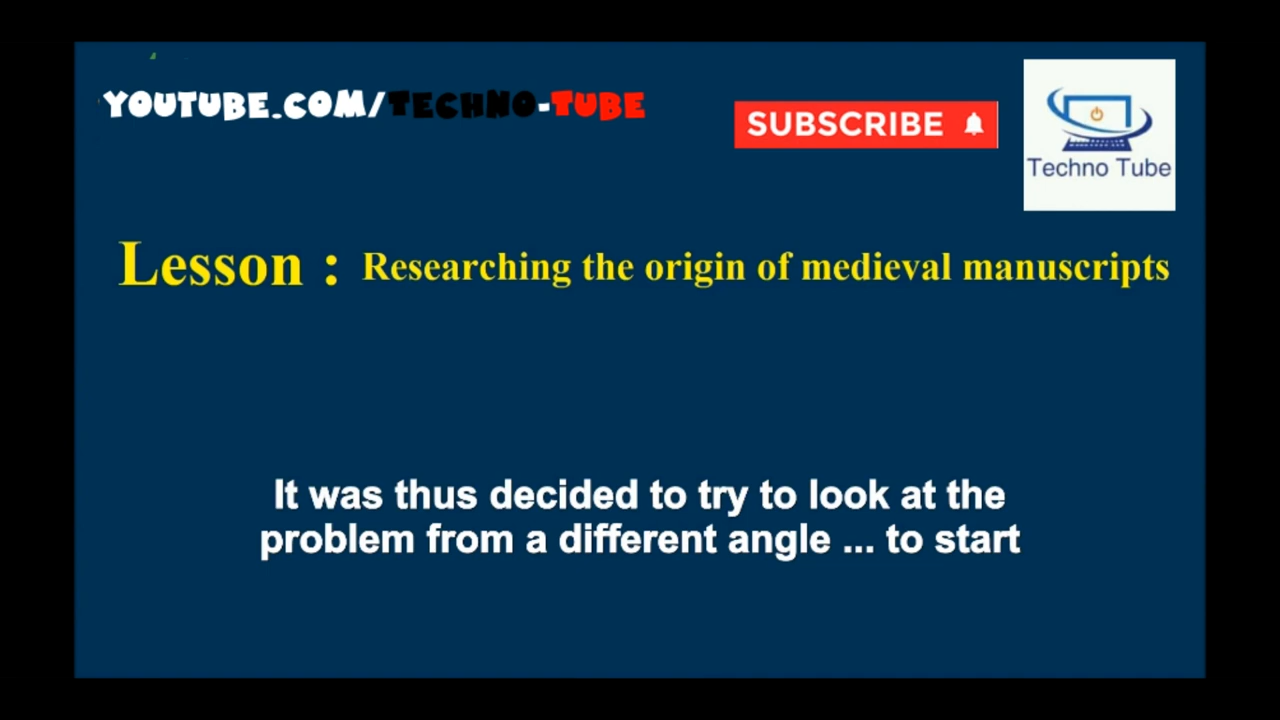 YOUTUBE.COM/TECHNO-TUBE
SUBSCRIBE
Techno Tube
Lesson : Researching the origin of medieval manuscripts
It was thus decided to try to look at the
problem from a different angle ... to start